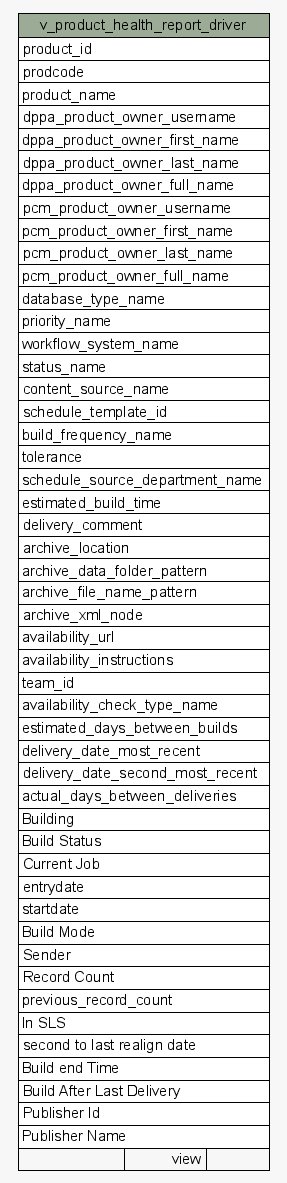 v_product_health_report_driver
product_id
prodcode
product_name
dppa_product_owner_username
dppa_product_owner_first_name
dppa_product_owner_last_name
dppa_product_owner_full_name
pcm_product_owner_username
pcm_product_owner_first_name
pcm_product_owner_last_name
pcm_product_owner_full_name
database_type_name
priority_name
workflow_system_name
status_name
content_source_name
schedule_template_id
build_frequency_name
tolerance
schedule_source_department_name
estimated_build_time
delivery_comment
archive_location
archive_data_folder_pattern
archive_file_name_pattern
archive_xml_node
availability_url
availability_instructions
team_id
availability_check_type_name
estimated_days_between_builds
delivery_date_most_recent
delivery_date_second_most_recent
actual_days_between_deliveries
Building
Build Status
Current Job
entrydate
startdate
Build Mode
Sender
Record Count
previous_record_count
In SLS
second to last realign date
Build end Time
Build After Last Delivery
Publisher Id
Publisher Name
view